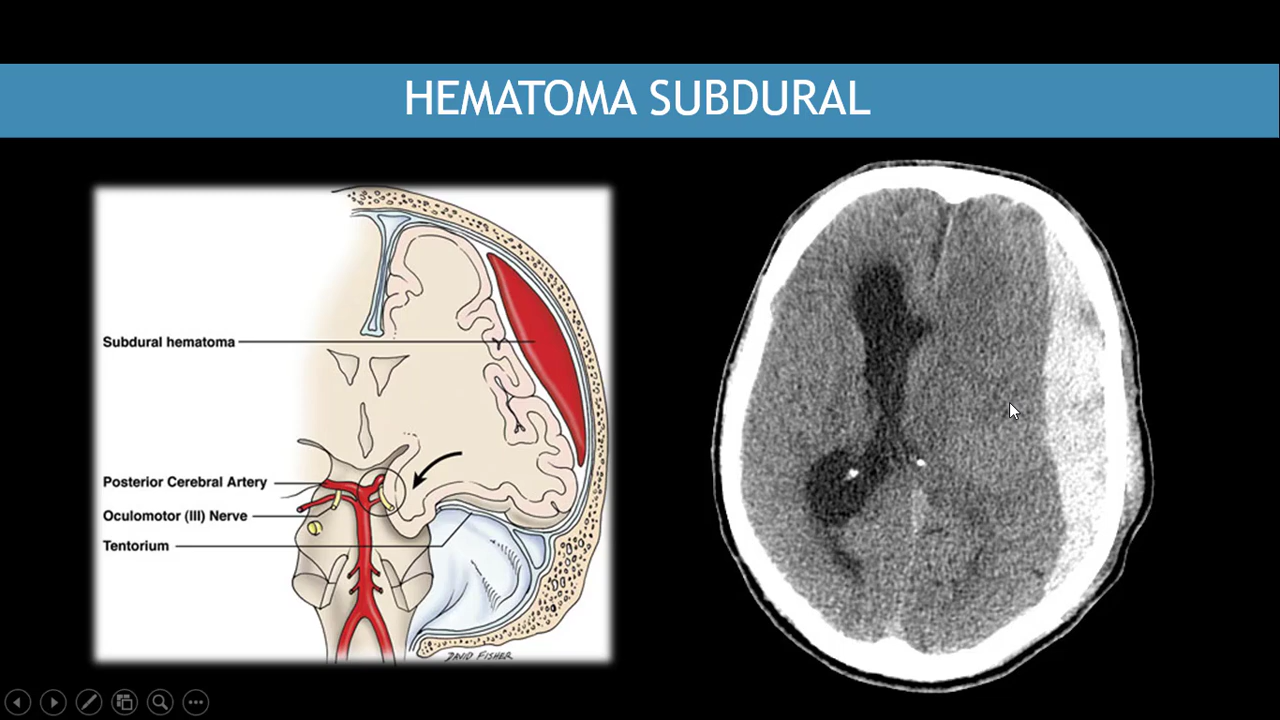 HEMATOMA SUBDURAL
Subdural hematoma
Posterior Cerebral Artery
Oculomotor (III) Nerve
Tentorium
DAVID FISHER